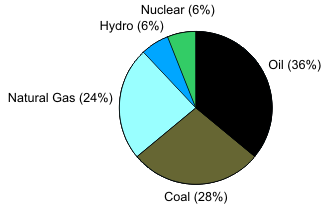 Nuclear (6%)
Hydro (6%)
Oil (36%)
Natural Gas (24%)
Coal (28%)